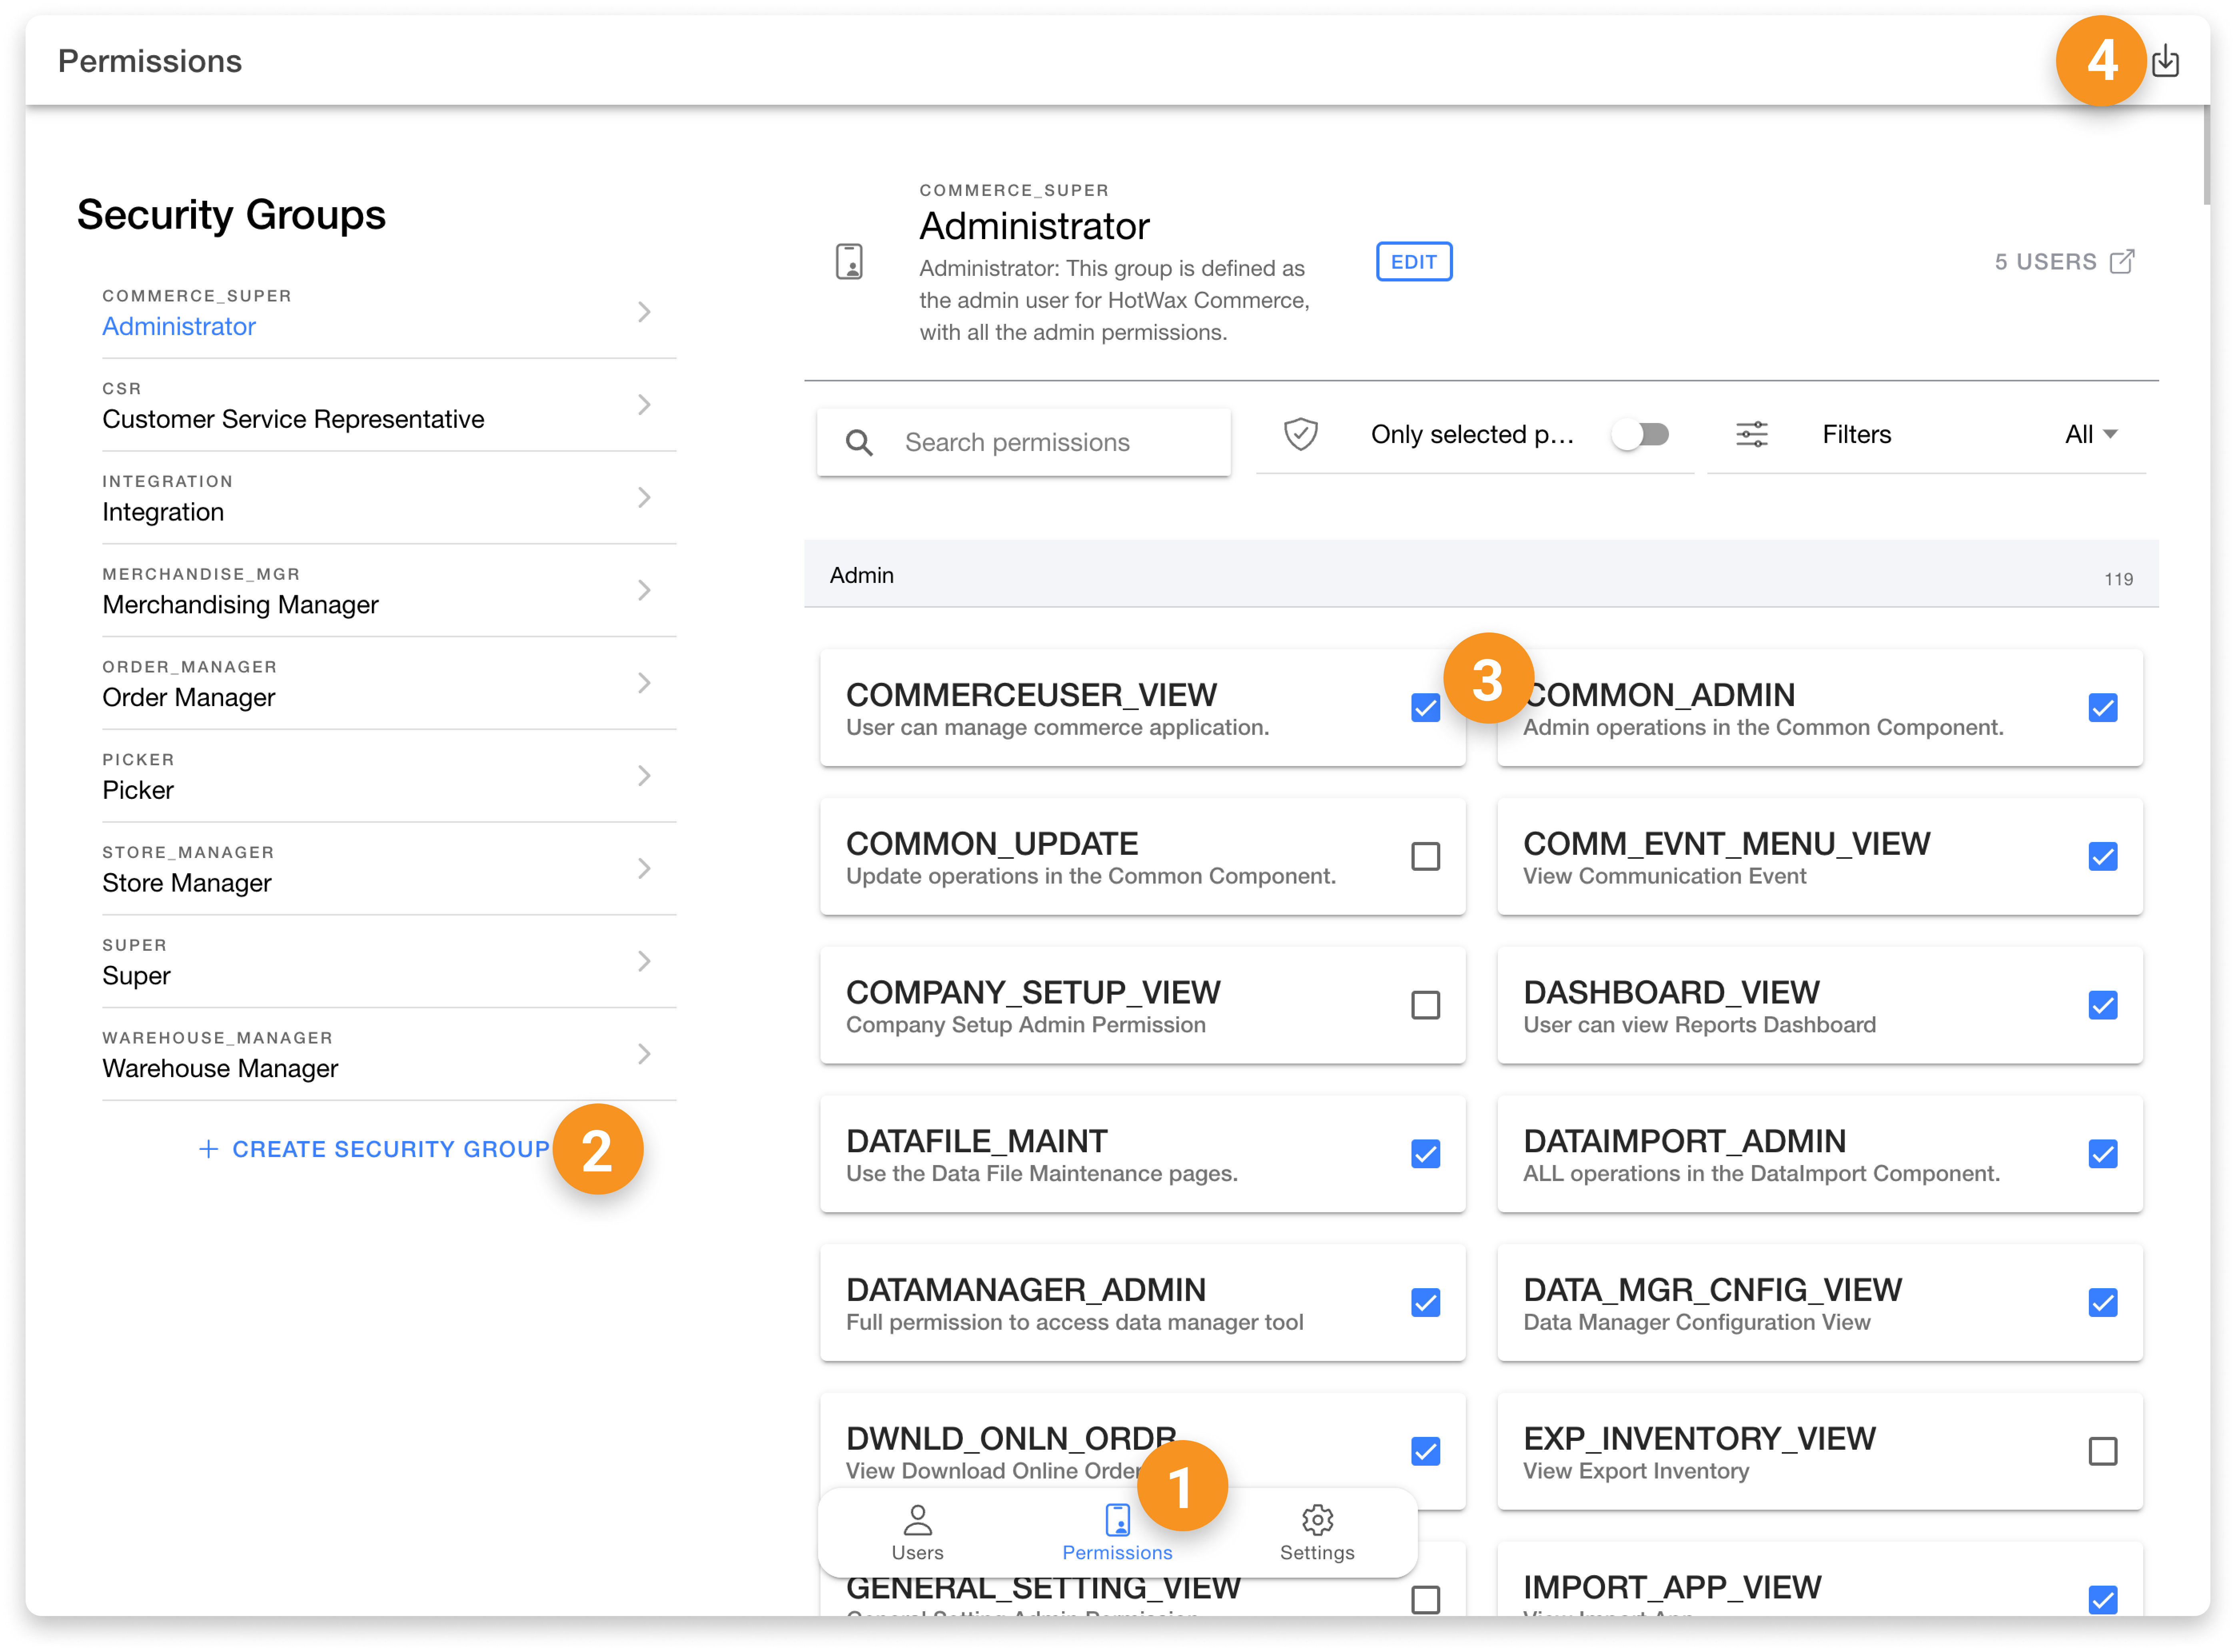 Permissions
4
Security Groups
COMMERCE_SUPER
Administrator
CSR
Customer Service Representative
INTEGRATION
Integration
MERCHANDISE_MGR
Merchandising Manager
ORDER_MANAGER
Order Manager
PICKER
Picker
STORE_MANAGER
Store Manager
SUPER
Super
WAREHOUSE_MANAGER
Warehouse Manager
+ CREATE SECURITY GROUP
2
COMMERCE_SUPER
Administrator
Administrator: This group is defined as
the admin user for HotWax Commerce,
with all the admin permissions.
EDIT
5 USERS
Search permissions
Only selected p...
Filters
All
Admin
119
COMMERCEUSER_VIEW
User can manage commerce application.
3
COMMON_ADMIN
Admin operations in the Common Component.
COMMON_UPDATE
Update operations in the Common Component.
COMM_EVNT_MENU_VIEW
View Communication Event
COMPANY_SETUP_VIEW
Company Setup Admin Permission
DASHBOARD_VIEW
User can view Reports Dashboard
DATAFILE_MAINT
Use the Data File Maintenance pages.
DATAIMPORT_ADMIN
ALL operations in the DataImport Component.
DATAMANAGER_ADMIN
Full permission to access data manager tool
DATA_MGR_CNFIG_VIEW
Data Manager Configuration View
DWNLD_ONLN_ORDR
View Download Online Order
1
EXP_INVENTORY_VIEW
View Export Inventory
Users
Permissions
Settings
GENERAL_SETTING_VIEW
General Setting Admin Permission
IMPORT_APP_VIEW
View Import App